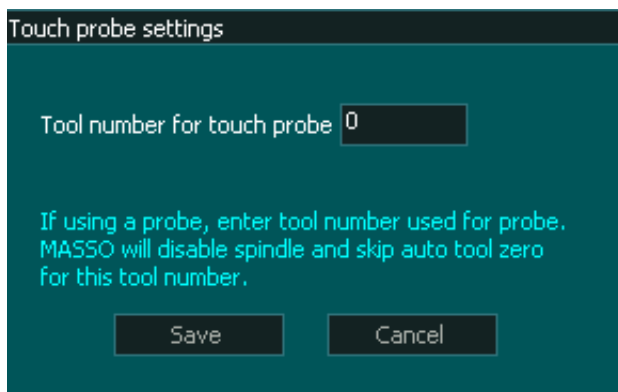 Touch probe settings
Tool number for touch probe 0
If using a probe, enter tool number used for probe.
MASSO will disable spindle and skip auto tool zero
for this tool number.
Save Cancel